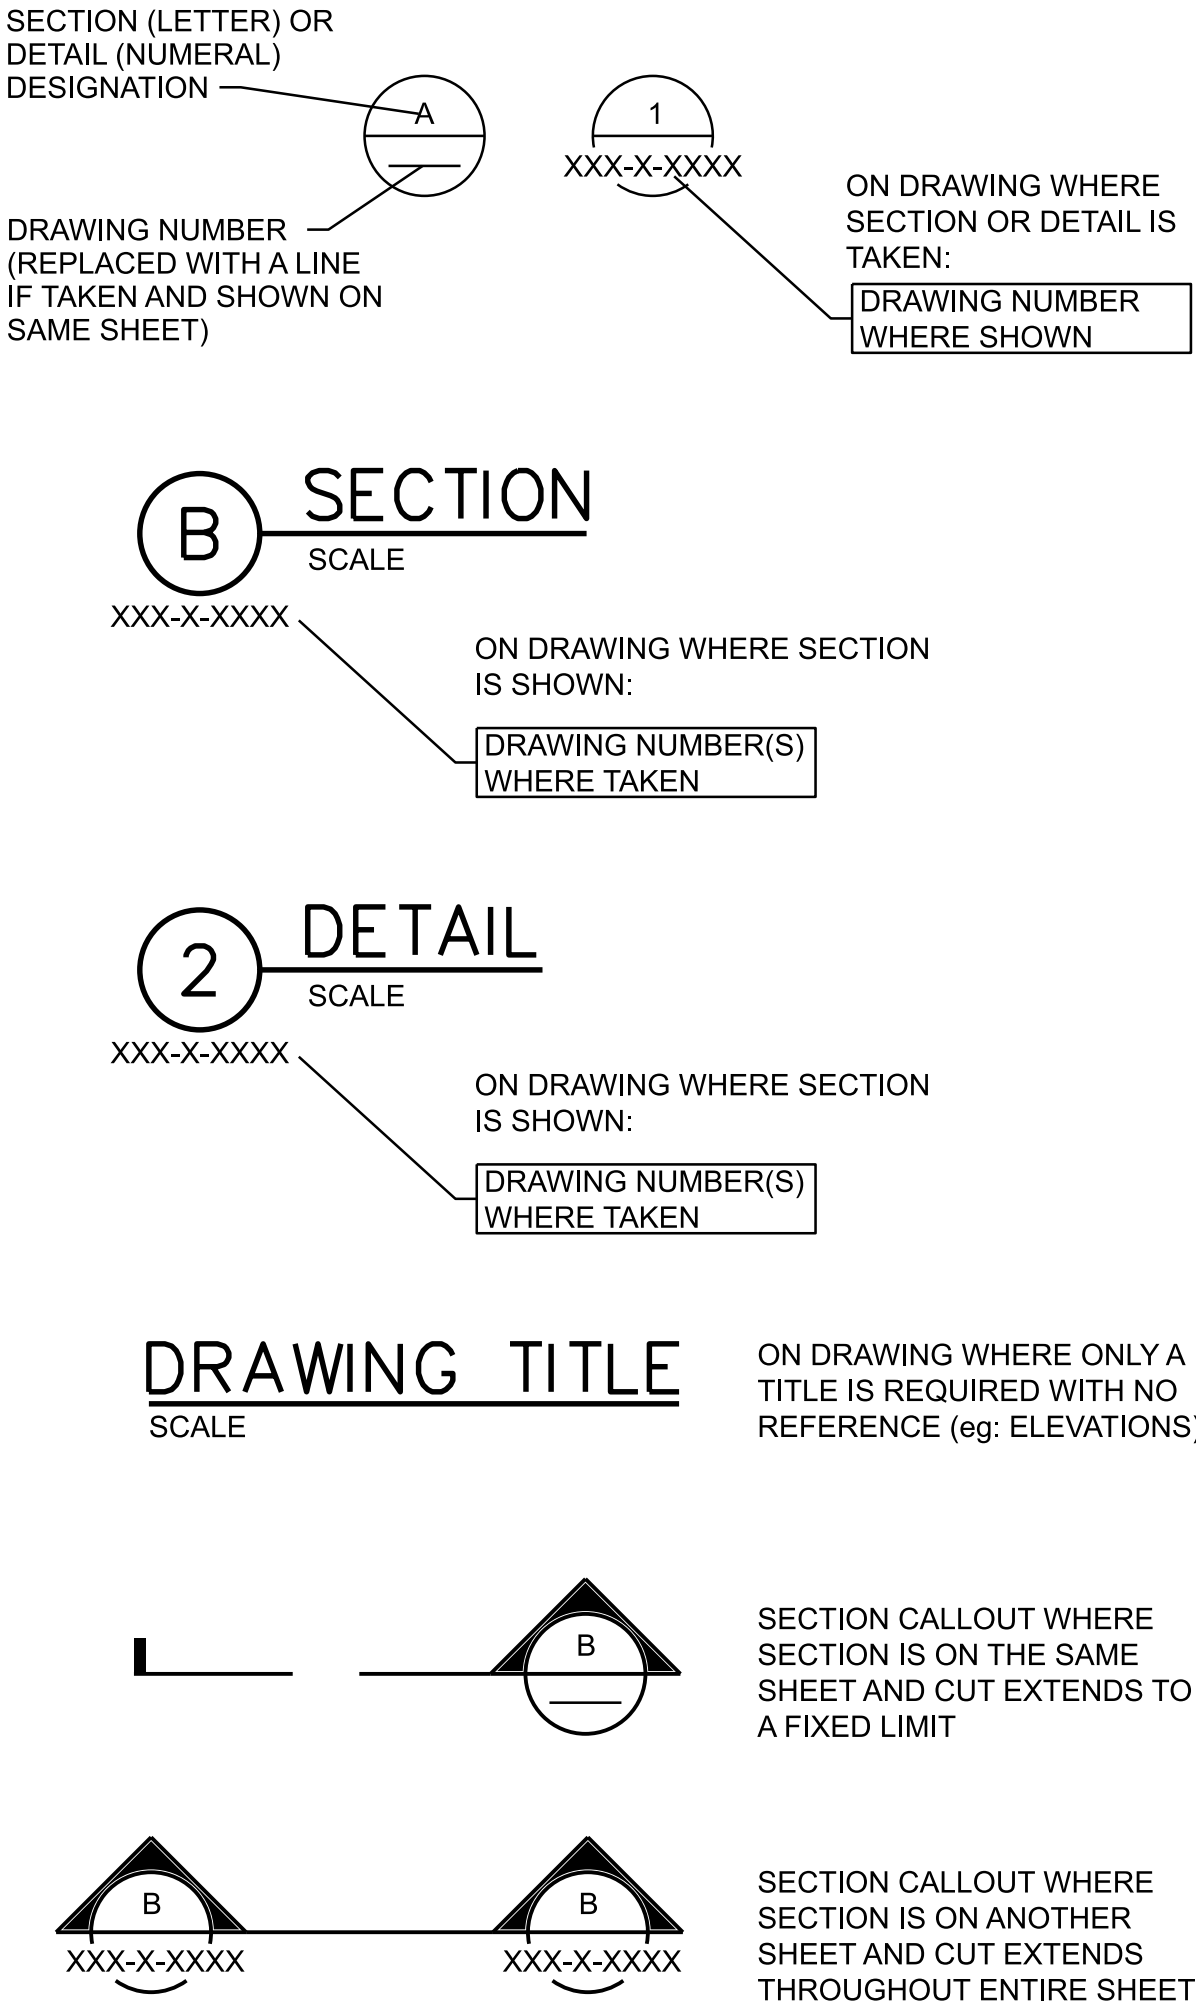 SECTION (LETTER) OR
DETAIL (NUMERAL)
DESIGNATION
A
1
XXX-X-XXXX
DRAWING NUMBER
(REPLACED WITH A LINE
IF TAKEN AND SHOWN ON
SAME SHEET)
ON DRAWING WHERE
SECTION OR DETAIL IS
TAKEN:
DRAWING NUMBER
WHERE SHOWN
B
SECTION
SCALE
XXX-X-XXXX
ON DRAWING WHERE SECTION
IS SHOWN:
DRAWING NUMBER(S)
WHERE TAKEN
2
DETAIL
SCALE
XXX-X-XXXX
ON DRAWING WHERE SECTION
IS SHOWN:
DRAWING NUMBER(S)
WHERE TAKEN
DRAWING TITLE
SCALE
ON DRAWING WHERE ONLY A
TITLE IS REQUIRED WITH NO
REFERENCE (eg: ELEVATIONS)
B
SECTION CALLOUT WHERE
SECTION IS ON THE SAME
SHEET AND CUT EXTENDS TO
A FIXED LIMIT
B
XXX-X-XXXX
B
XXX-X-XXXX
SECTION CALLOUT WHERE
SECTION IS ON ANOTHER
SHEET AND CUT EXTENDS
THROUGHOUT ENTIRE SHEET